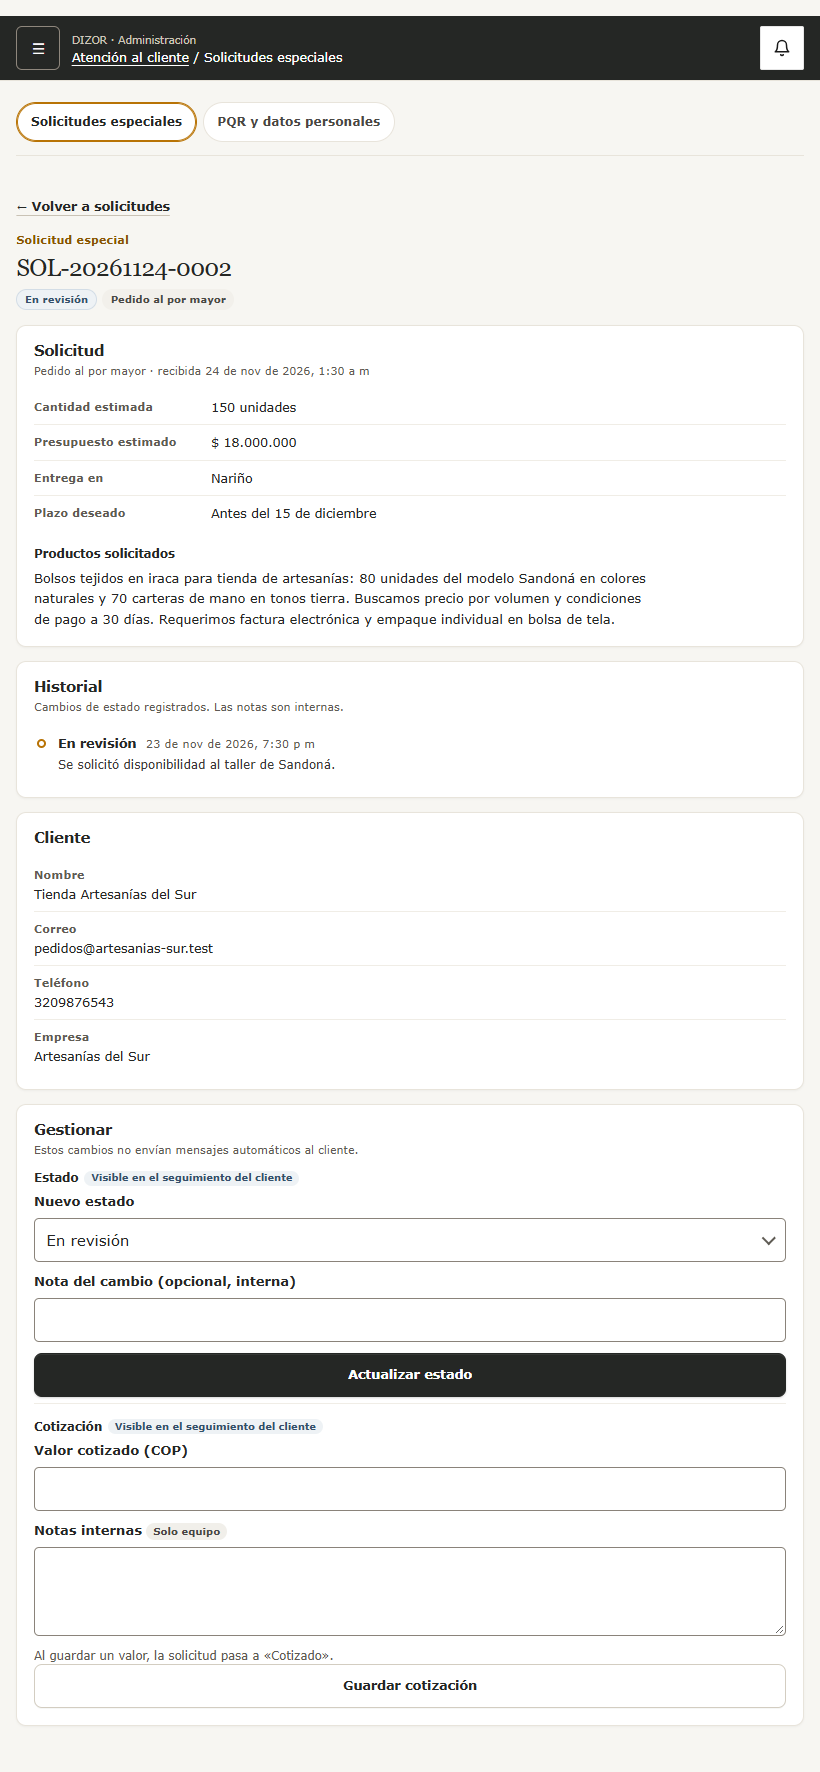 DIZOR · Administración
Atención al cliente / Solicitudes especiales
Solicitudes especiales
PQR y datos personales
← Volver a solicitudes
Solicitud especial
SOL-20261124-0002
En revisión
Pedido al por mayor
Solicitud
Pedido al por mayor · recibida 24 de nov de 2026, 1:30 a m
Cantidad estimada
150 unidades
Presupuesto estimado
$ 18.000.000
Entrega en
Nariño
Plazo deseado
Antes del 15 de diciembre
Productos solicitados
Bolsos tejidos en iraca para tienda de artesanías: 80 unidades del modelo Sandoná en colores
naturales y 70 carteras de mano en tonos tierra. Buscamos precio por volumen y condiciones
de pago a 30 días. Requerimos factura electrónica y empaque individual en bolsa de tela.
Historial
Cambios de estado registrados. Las notas son internas.
En revisión 23 de nov de 2026, 7:30 p m
Se solicitó disponibilidad al taller de Sandoná.
Cliente
Nombre
Tienda Artesanías del Sur
Correo
pedidos@artesanias-sur.test
Teléfono
3209876543
Empresa
Artesanías del Sur
Gestionar
Estos cambios no envían mensajes automáticos al cliente.
Estado Visible en el seguimiento del cliente
Nuevo estado
En revisión
Nota del cambio (opcional, interna)
Actualizar estado
Cotización Visible en el seguimiento del cliente
Valor cotizado (COP)
Notas internas Solo equipo
Al guardar un valor, la solicitud pasa a «Cotizado».
Guardar cotización